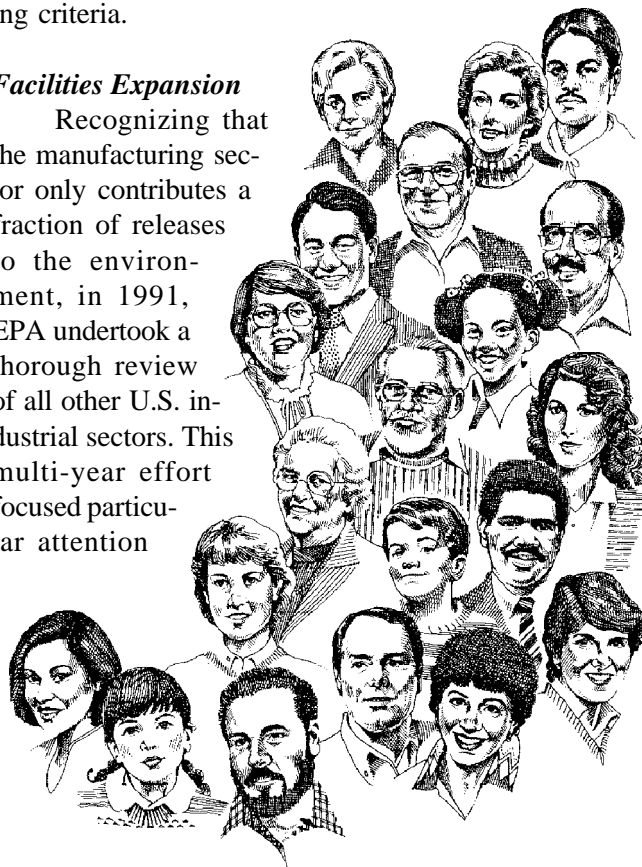 ng criteria.
Facilities Expansion
Recognizing that
he manufacturing sec-
or only contributes a
fraction of releases
o the environ-
ment, in 1991,
EPA undertook a
horough review
of all other U.S. in-
dustrial sectors. This
multi-year effort
focused particu-
ar attention